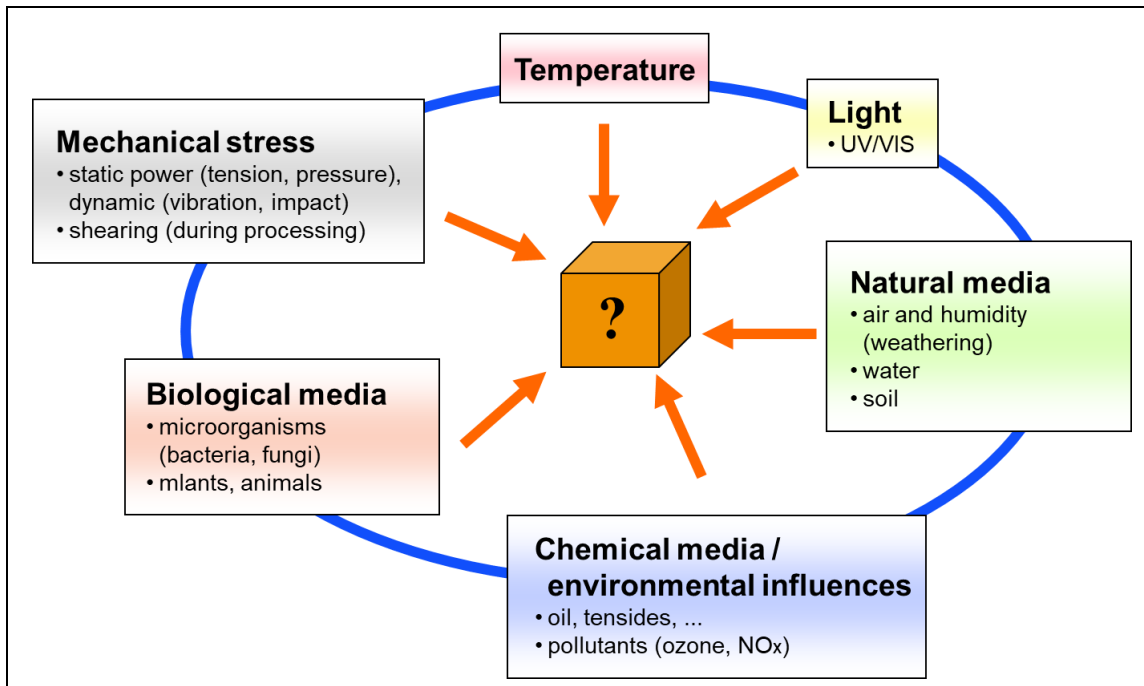 Temperature
Light
• UV/VIS
Mechanical stress
• static power (tension, pressure),
dynamic (vibration, impact)
• shearing (during processing)
Natural media
• air and humidity
(weathering)
• water
• soil
?
Biological media
• microorganisms
(bacteria, fungi)
• mlants, animals
Chemical media /
environmental influences
• oil, tensides, ...
• pollutants (ozone, NOx)